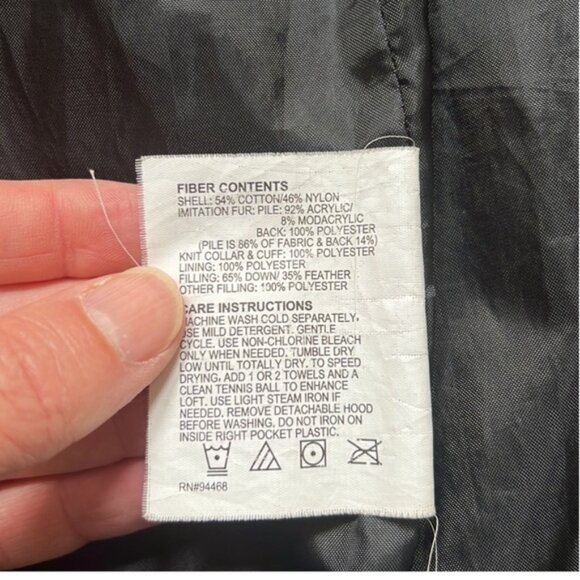 FIBER CONTENTS
SHELL: 54% COTTON/46% NYLON
IMITATION FUR: PILE: 92% ACRYLIC/
8% MODACRYLIC
BACK: 100% POLYESTER
(PILE IS 86% OF FABRIC & BACK 14%)
KNIT COLLAR & CUFF: 100% POLYESTER
LINING: 100% POLYESTER
FILLING: 65% DOWN/ 35% FEATHER
OTHER FILLING: 100% POLYESTER
CARE INSTRUCTIONS
MACHINE WASH COLD SEPARATELY.
USE MILD DETERGENT. GENTLE
CYCLE. USE NON-CHLORINE BLEACH
ONLY WHEN NEEDED. TUMBLE DRY
LOW UNTIL TOTALLY DRY. TO SPEED
DRYING, ADD 1 OR 2 TOWELS AND A
CLEAN TENNIS BALL TO ENHANCE
LOFT. USE LIGHT STEAM IRON IF
NEEDED. REMOVE DETACHABLE HOOD
BEFORE WASHING. DO NOT IRON ON
INSIDE RIGHT POCKET PLASTIC.
RN#94468